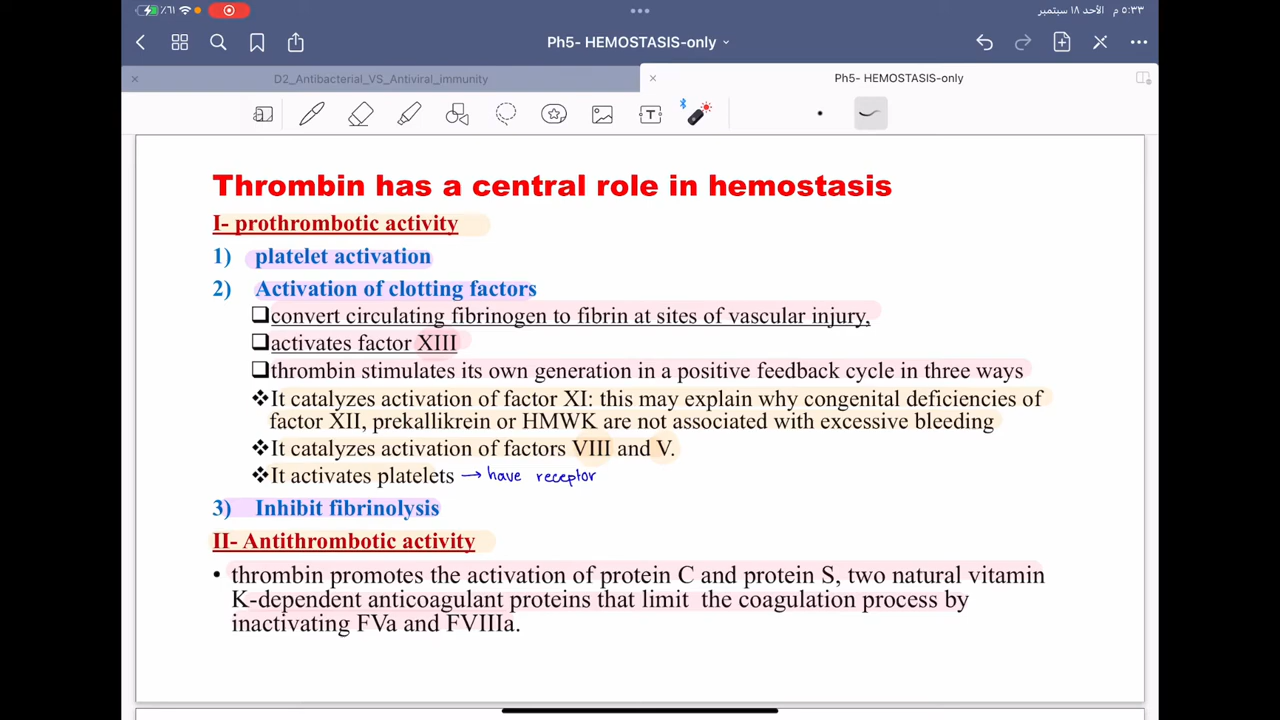 ٪٦١ الأحد ١٨ سبتمبر ٥:٣٣ م
Ph5- HEMOSTASIS-only
D2_Antibacterial_VS_Antiviral_immunity
Ph5- HEMOSTASIS-only
Thrombin has a central role in hemostasis
I- prothrombotic activity
1) platelet activation
2) Activation of clotting factors
❑convert circulating fibrinogen to fibrin at sites of vascular injury,
❑activates factor XIII
❑thrombin stimulates its own generation in a positive feedback cycle in three ways
❖It catalyzes activation of factor XI: this may explain why congenital deficiencies of
factor XII, prekallikrein or HMWK are not associated with excessive bleeding
❖It catalyzes activation of factors VIII and V.
❖It activates platelets → have receptor
3) Inhibit fibrinolysis
II- Antithrombotic activity
• thrombin promotes the activation of protein C and protein S, two natural vitamin
K-dependent anticoagulant proteins that limit the coagulation process by
inactivating FVa and FVIIIa.